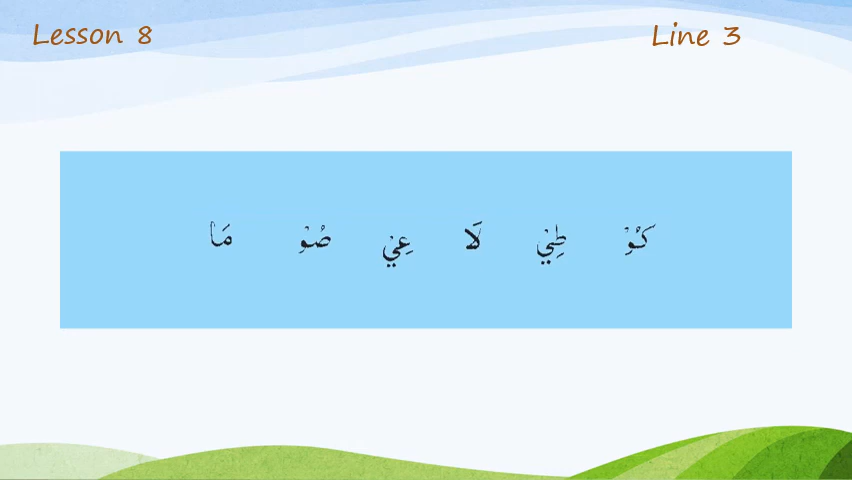 Lesson 8
Line 3
كُوْ طِيْ لَا عِيْ صُوْ مَا